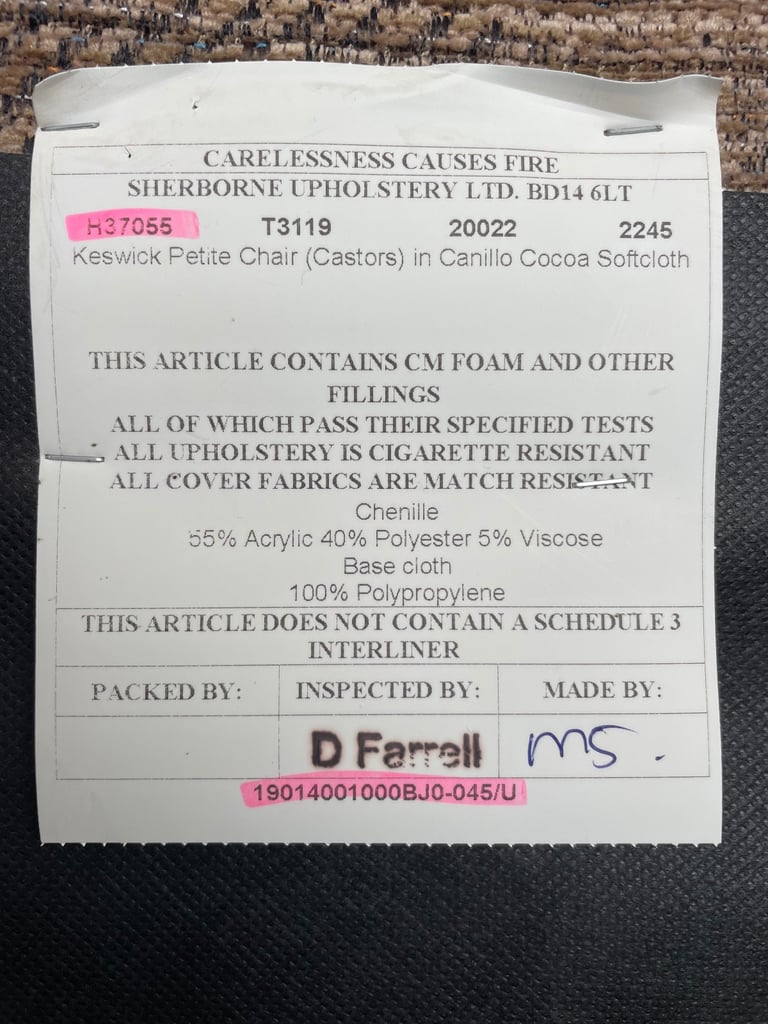 CARELESSNESS CAUSES FIRE
SHERBORNE UPHOLSTERY LTD. BD14 6LT
H37055 T3119 20022 2245
Keswick Petite Chair (Castors) in Canillo Cocoa Softcloth
THIS ARTICLE CONTAINS CM FOAM AND OTHER
FILLINGS
ALL OF WHICH PASS THEIR SPECIFIED TESTS
ALL UPHOLSTERY IS CIGARETTE RESISTANT
ALL COVER FABRICS ARE MATCH RESISTANT
Chenille
55% Acrylic 40% Polyester 5% Viscose
Base cloth
100% Polypropylene
THIS ARTICLE DOES NOT CONTAIN A SCHEDULE 3
INTERLINER
PACKED BY: INSPECTED BY: MADE BY:
D Farrell ms.
19014001000BJ0-045/U